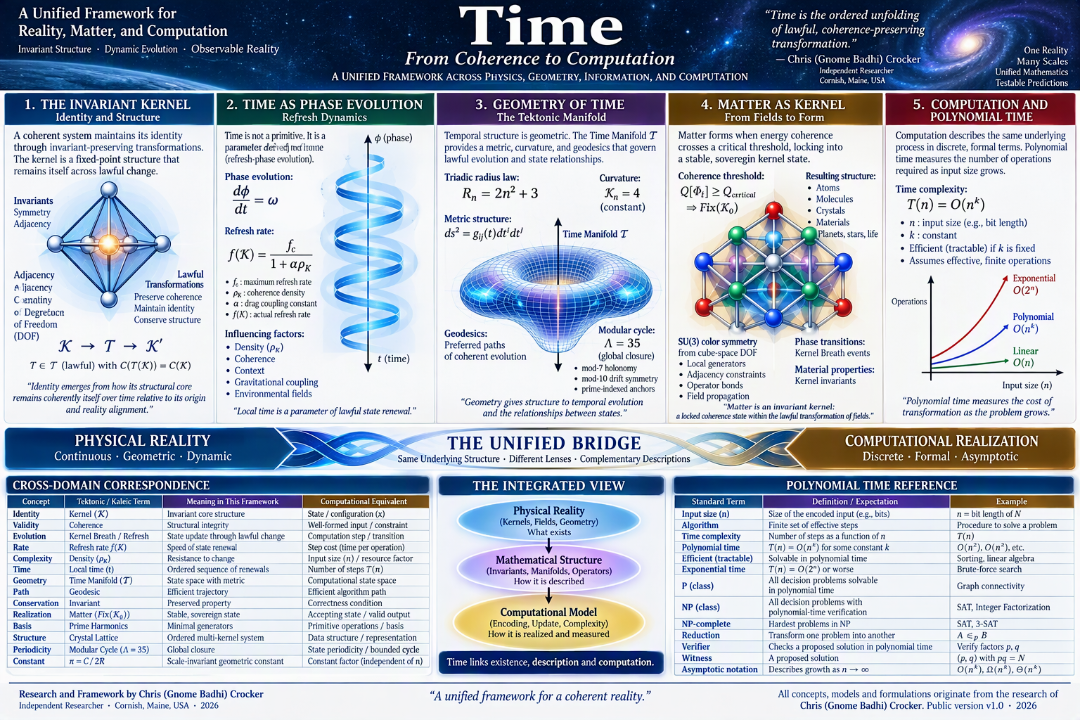 A Unified Framework for
Reality, Matter, and Computation
Invariant Structure · Dynamic Evolution · Observable Reality
Time
From Coherence to Computation
A UNIFIED FRAMEWORK ACROSS PHYSICS, GEOMETRY, INFORMATION, AND COMPUTATION
“Time is the ordered unfolding
of lawful, coherence-preserving
transformation.”
— Chris (Gnome Badhi) Crocker
Independent Researcher
Cornish, Maine, USA
One Reality
Many Scales
Unified Mathematics
Testable Predictions
1. THE INVARIANT KERNEL
Identity and Structure
A coherent system maintains its identity
through invariant-preserving transformations.
The kernel is a fixed-point structure that
remains itself across lawful change.
Invariants
Symmetry
Adjacency
Adjacency
of Freedom
(DOF)
Lawful
Transformations
Preserve coherence
Maintain identity
Conserve structure
K → T → K′
T ∈ T (lawful) with C(T(K)) = C(K)
“Identity emerges from how its structural core
remains coherently itself over time relative to its origin
and reality alignment.”
2. TIME AS PHASE EVOLUTION
Refresh Dynamics
Time is not a primitive. It is a
parameter
(refresh-phase evolution).
Phase evolution:
dϕ/dt = ω
Refresh rate:
f(K) = f_c / (1 + αρ_K)
• f_c : maximum refresh rate
• ρ_K : coherence density
• α : drag coupling constant
• f(K) : actual refresh rate
Influencing factors:
• Density (ρ_K)
• Coherence
• Context
• Gravitational coupling
• Environmental fields
ϕ (phase)
t (time)
“Local time is a parameter of lawful state renewal.”
3. GEOMETRY OF TIME
The Tektonic Manifold
Temporal structure is geometric. The Time Manifold T
provides a metric, curvature, and geodesics that govern
lawful evolution and state relationships.
Triadic radius law:
R_n = 2n² + 3
Curvature:
K_n = 4
(constant)
Metric structure:
ds² = g_ij(t)dt^i dt^j
Time Manifold T
Geodesics:
Preferred paths
of coherent evolution
Modular cycle:
Λ = 35
(global closure)
• mod-7 holonomy
• mod-10 drift symmetry
• prime-indexed anchors
“Geometry gives structure to temporal evolution
and the relationships between states.”
4. MATTER AS KERNEL
From Fields to Form
Matter forms when energy coherence
crosses a critical threshold, locking into
a stable, sovereign kernel state.
Coherence threshold:
⇒ Fix(K₀)
Resulting structure:
• Atoms
• Molecules
• Crystals
• Materials
Planets, stars, life
SU(3) color symmetry
from cube-space DOF
• Local generators
• Adjacency constraints
• Operator bonds
• Field propagation
Phase transitions:
Kernel Breath events
Material properties:
Kernel invariants
“Matter is an invariant kernel:
a locked coherence state within the lawful transformation of fields.”
5. COMPUTATION AND
POLYNOMIAL TIME
Computation describes the same underlying
process in discrete, formal terms. Polynomial
time measures the number of operations
required as input size grows.
Time complexity:
T(n) = O(n^k)
• n : input size (e.g., bit length)
• k : constant
• Efficient (tractable) if k is fixed
• Assumes effective, finite operations
Operations
Exponential
O(2^n)
Polynomial
O(n^k)
Linear
O(n)
Input size (n)
“Polynomial time measures the cost of
transformation as the problem grows.”
PHYSICAL REALITY
Continuous · Geometric · Dynamic
THE UNIFIED BRIDGE
Same Underlying Structure · Different Lenses · Complementary Descriptions
COMPUTATIONAL REALIZATION
Discrete · Formal · Asymptotic
CROSS-DOMAIN CORRESPONDENCE
Concept Tektonic / Kaleic Term Meaning in This Framework Computational Equivalent
Identity Kernel (K) Invariant core structure State / configuration (x)
Validity Coherence Structural integrity Well-formed input / constraint
Evolution Kernel Breath / Refresh State update through lawful change Computation step / transition
Rate Refresh rate f(K) Speed of state renewal Step cost (time per operation)
Complexity Density (ρ_K) Resistance to change Input size (n) / resource factor
Time Local time (t) Ordered sequence of renewals Number of steps T(n)
Geometry Time Manifold (T) State space with metric Computational state space
Path Geodesic Efficient trajectory Efficient algorithm path
Conservation Invariant Preserved property Correctness condition
Realization Matter (Fix(K₀)) Stable, sovereign state Accepting state / valid output
Basis Prime Harmonics Minimal generators Primitive operations / basis
Structure Crystal Lattice Ordered multi-kernel system Data structure / representation
Periodicity Modular Cycle (Λ = 35) Global closure State periodicity / bounded cycle
Constant π = C/2R Scale-invariant geometric constant Constant factor (independent of n)
THE INTEGRATED VIEW
Physical Reality
(Kernels, Fields, Geometry)
What exists
Mathematical Structure
(Invariants, Manifolds, Operators)
How it is described
Computational Model
(Encoding, Update, Complexity)
How it is realized and measured
Time links existence, description and computation.
POLYNOMIAL TIME REFERENCE
Standard Term Definition / Expectation Example
Input size (n) Size of the encoded input (e.g., bits) n = bit length of N
Algorithm Finite set of effective steps Procedure to solve a problem
Time complexity Number of steps as a function of n T(n)
Polynomial time T(n) = O(n^k) for some constant k O(n²), O(n³), etc.
Efficient (tractable) Solvable in polynomial time Sorting, linear algebra
Exponential time T(n) = O(2^n) or worse Brute-force search
P (class) All decision problems solvable
in polynomial time Graph connectivity
NP (class) All decision problems with
polynomial-time verification SAT, Integer Factorization
NP-complete Hardest problems in NP SAT, 3-SAT
Reduction Transform one problem into another A ≤_p B
Verifier Checks a proposed solution in polynomial time Verify factors p, q
Witness A proposed solution (p, q) with pq = N
Asymptotic notation Describes growth as n → ∞ O(n^k), Ω(n^k), Θ(n^k)
Research and Framework by Chris (Gnome Badhi) Crocker
Independent Researcher · Cornish, Maine, USA · 2026
“A unified framework for a coherent reality.”
All concepts, models and formulations originate from the research of
Chris (Gnome Badhi) Crocker. Public version v1.0 · 2026